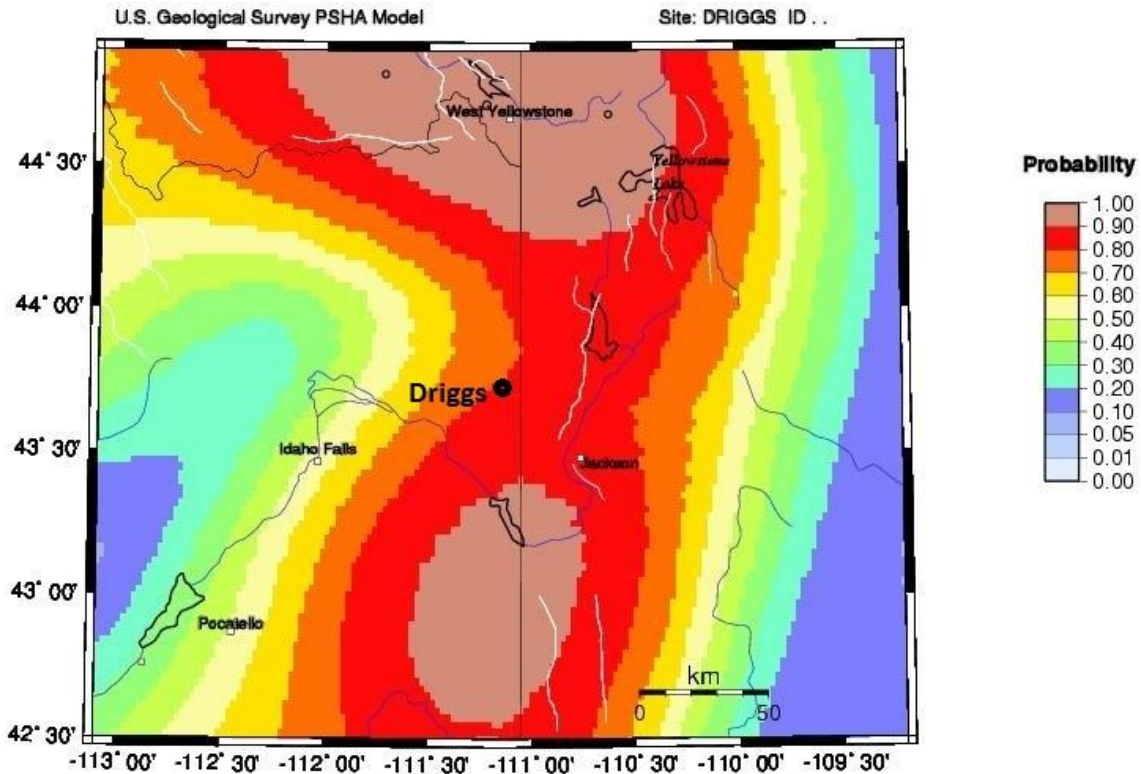 U.S. Geological Survey PSHA Model
Site: DRIGGS ID . .
West Yellowstone
Yellowstone
Lake
Driggs
Idaho Falls
Jackson
Pocatello
km
0 50
44° 30'
44° 00'
43° 30'
43° 00'
42° 30'
-113° 00' -112° 30' -112° 00' -111° 30' -111° 00' -110° 30' -110° 00' -109° 30'
Probability
1.00
0.90
0.80
0.70
0.60
0.50
0.40
0.30
0.20
0.10
0.05
0.01
0.00